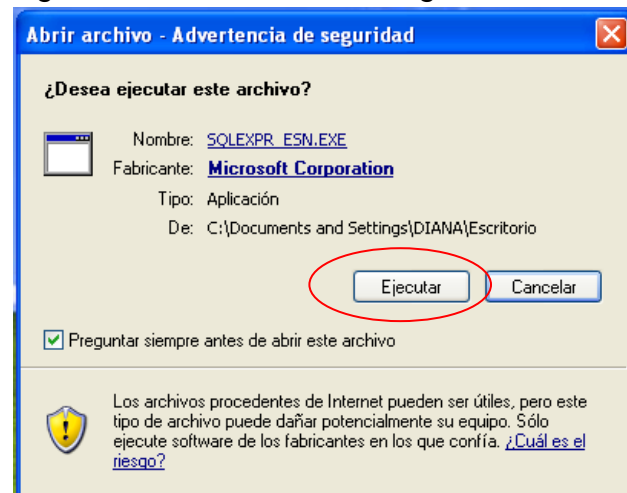 Abrir archivo - Advertencia de seguridad
¿Desea ejecutar este archivo?
Nombre: SQLEXPR_ESN.EXE
Fabricante: Microsoft Corporation
Tipo: Aplicación
De: C:\Documents and Settings\DIANA\Escritorio
Ejecutar Cancelar
Preguntar siempre antes de abrir este archivo
Los archivos procedentes de Internet pueden ser útiles, pero este
tipo de archivo puede dañar potencialmente su equipo. Sólo
ejecute software de los fabricantes en los que confía. ¿Cuál es el
riesgo?